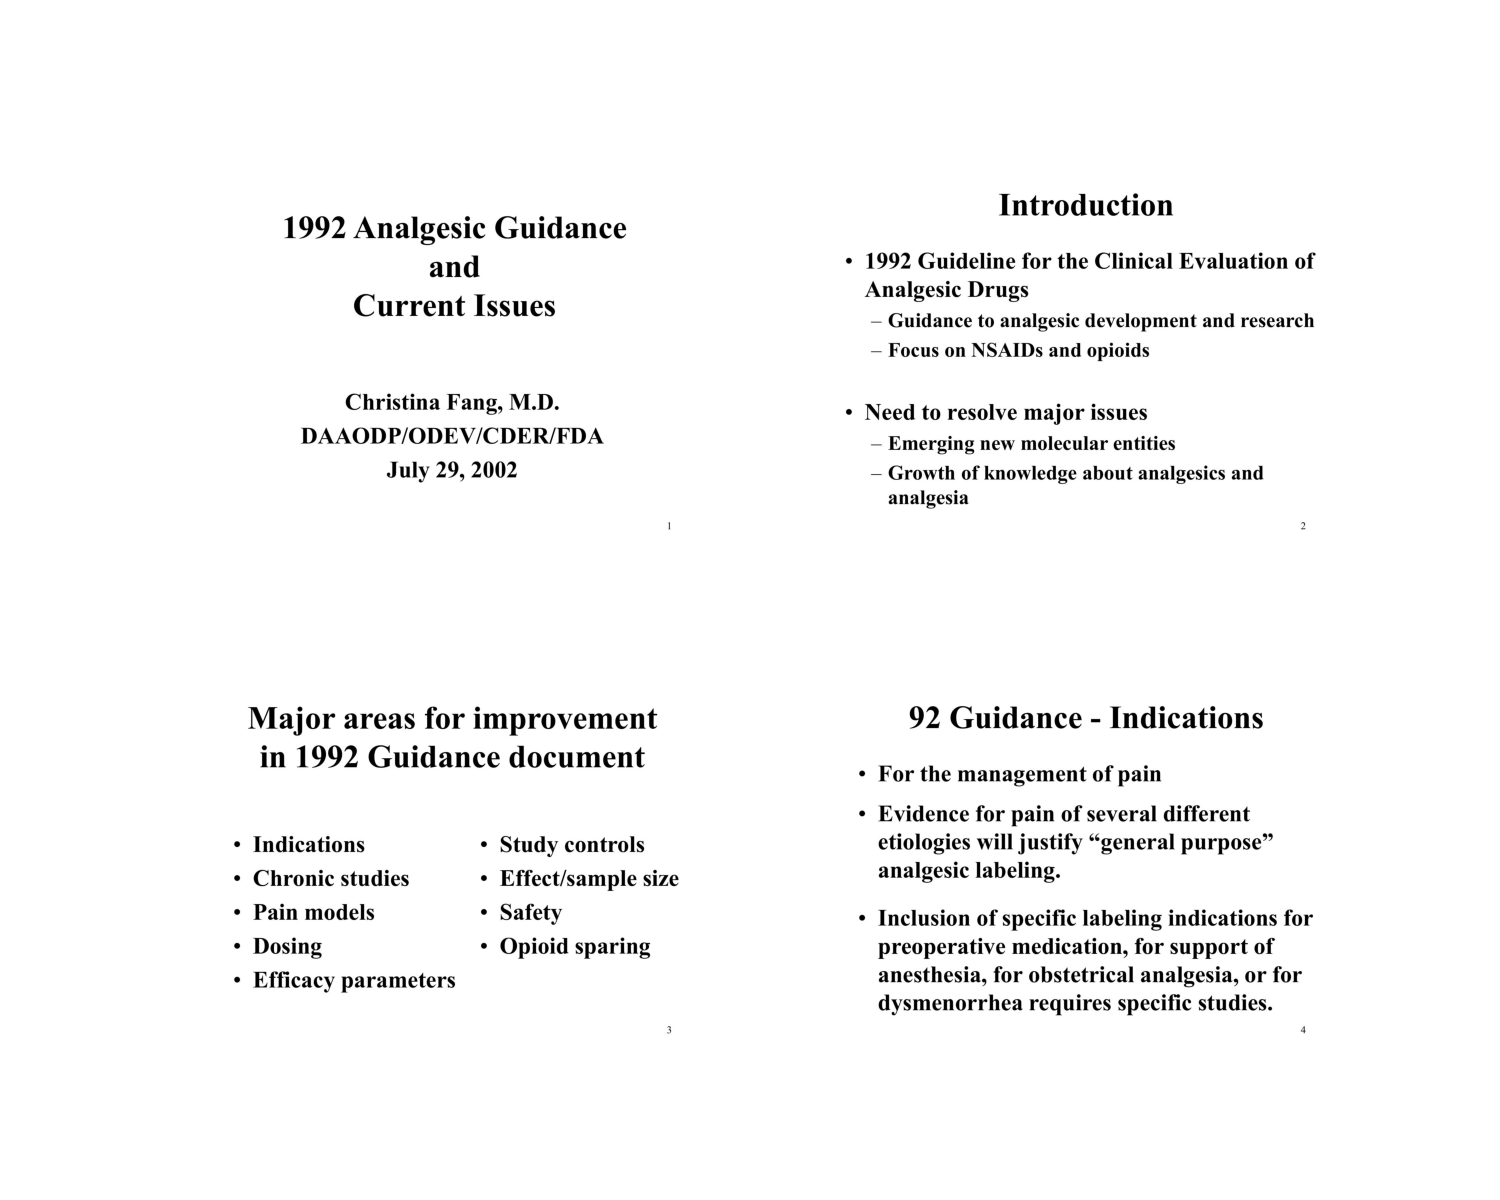 1992 Analgesic Guidance
and
Current Issues
Christina Fang, M.D.
DAAODP/ODEV/CDER/FDA
July 29, 2002
1
Introduction
• 1992 Guideline for the Clinical Evaluation of
Analgesic Drugs
– Guidance to analgesic development and research
– Focus on NSAIDs and opioids
• Need to resolve major issues
– Emerging new molecular entities
– Growth of knowledge about analgesics and
analgesia
2
Major areas for improvement
in 1992 Guidance document
• Indications
• Chronic studies
• Pain models
• Dosing
• Efficacy parameters
• Study controls
• Effect/sample size
• Safety
• Opioid sparing
3
92 Guidance - Indications
• For the management of pain
• Evidence for pain of several different
etiologies will justify “general purpose”
analgesic labeling.
• Inclusion of specific labeling indications for
preoperative medication, for support of
anesthesia, for obstetrical analgesia, or for
dysmenorrhea requires specific studies.
4